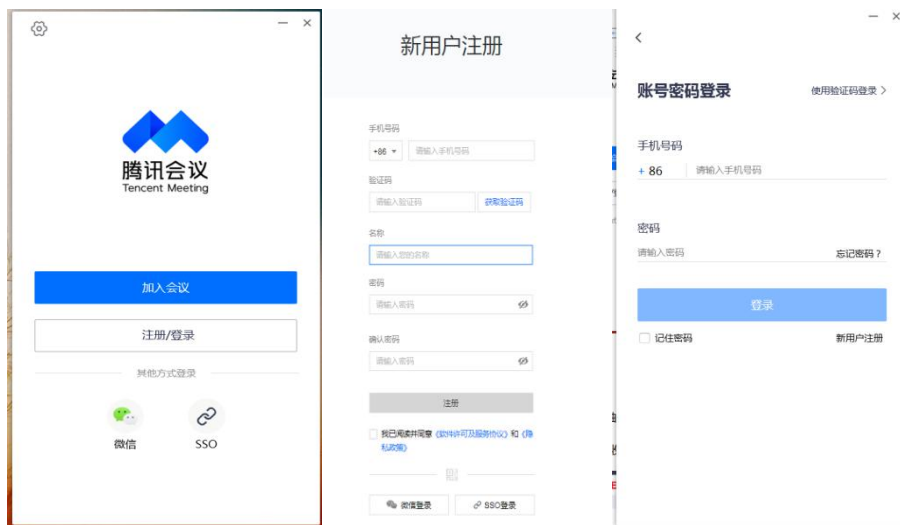 腾讯会议
Tencent Meeting
加入会议
注册/登录
其他方式登录
微信
SSO
新用户注册
手机号码
+86
请输入手机号码
验证码
请输入验证码
获取验证码
名称
请输入您的名称
密码
请输入密码
确认密码
请输入密码
注册
我已阅读并同意《软件许可及服务协议》和《隐
私政策》
微信登录
SSO登录
账号密码登录
使用验证码登录
手机号码
+ 86
请输入手机号码
密码
请输入密码
忘记密码？
登录
记住密码
新用户注册